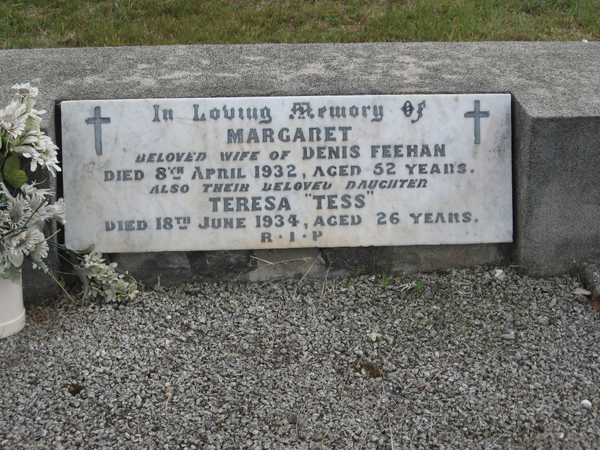 In Loving Memory Of
MARGARET
BELOVED WIFE OF DENIS FEEHAN
DIED 8TH APRIL 1932, AGED 52 YEARS.
ALSO THEIR BELOVED DAUGHTER
TERESA "TESS"
DIED 18TH JUNE 1934, AGED 26 YEARS.
R·I·P